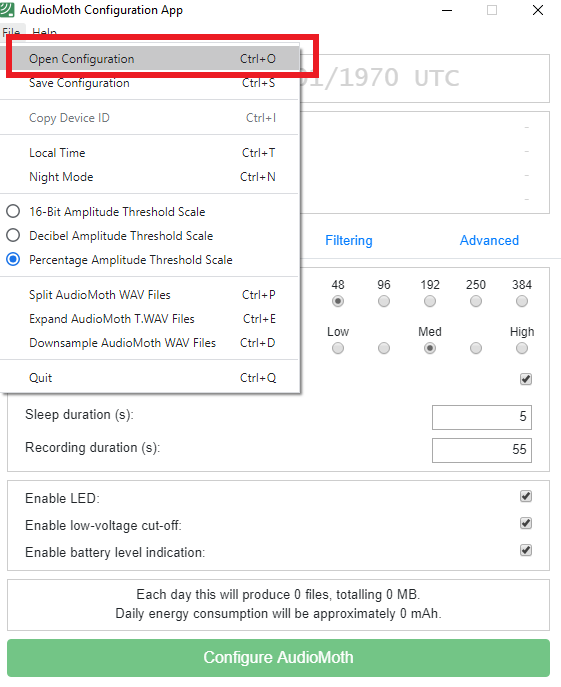 AudioMoth Configuration App
File Help
Open Configuration Ctrl+O
01/1970 UTC
Save Configuration Ctrl+S
Copy Device ID Ctrl+I
Local Time Ctrl+T
Night Mode Ctrl+N
16-Bit Amplitude Threshold Scale
Decibel Amplitude Threshold Scale
Percentage Amplitude Threshold Scale
Filtering Advanced
Split AudioMoth WAV Files Ctrl+P
Expand AudioMoth T.WAV Files Ctrl+E
Downsample AudioMoth WAV Files Ctrl+D
Quit Ctrl+Q
48 96 192 250 384
Low Med High
Sleep duration (s): 5
Recording duration (s): 55
Enable LED:
Enable low-voltage cut-off:
Enable battery level indication:
Each day this will produce 0 files, totalling 0 MB.
Daily energy consumption will be approximately 0 mAh.
Configure AudioMoth